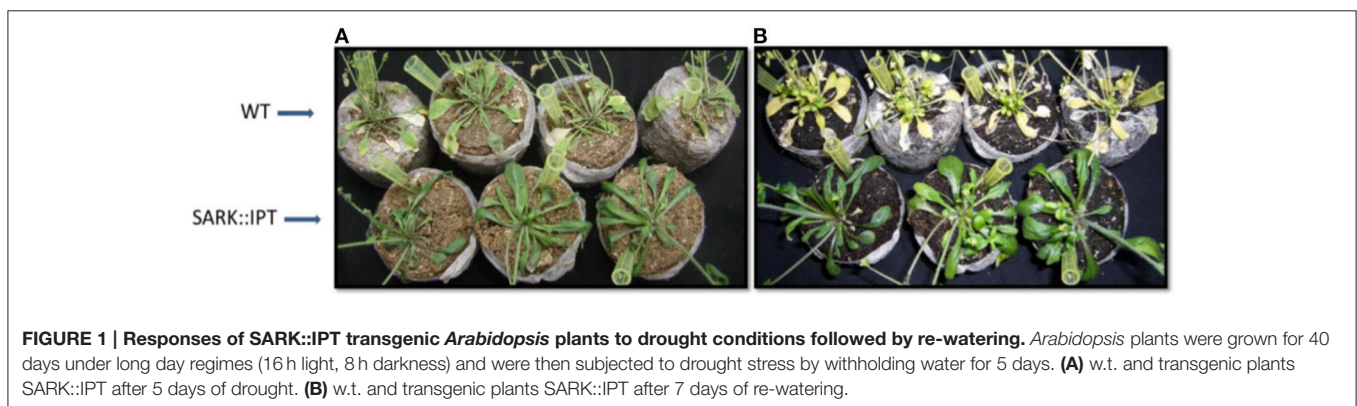 A
B
WT
SARK::IPT
FIGURE 1 | Responses of SARK::IPT transgenic Arabidopsis plants to drought conditions followed by re-watering. Arabidopsis plants were grown for 40
days under long day regimes (16 h light, 8 h darkness) and were then subjected to drought stress by withholding water for 5 days. (A) w.t. and transgenic plants
SARK::IPT after 5 days of drought. (B) w.t. and transgenic plants SARK::IPT after 7 days of re-watering.